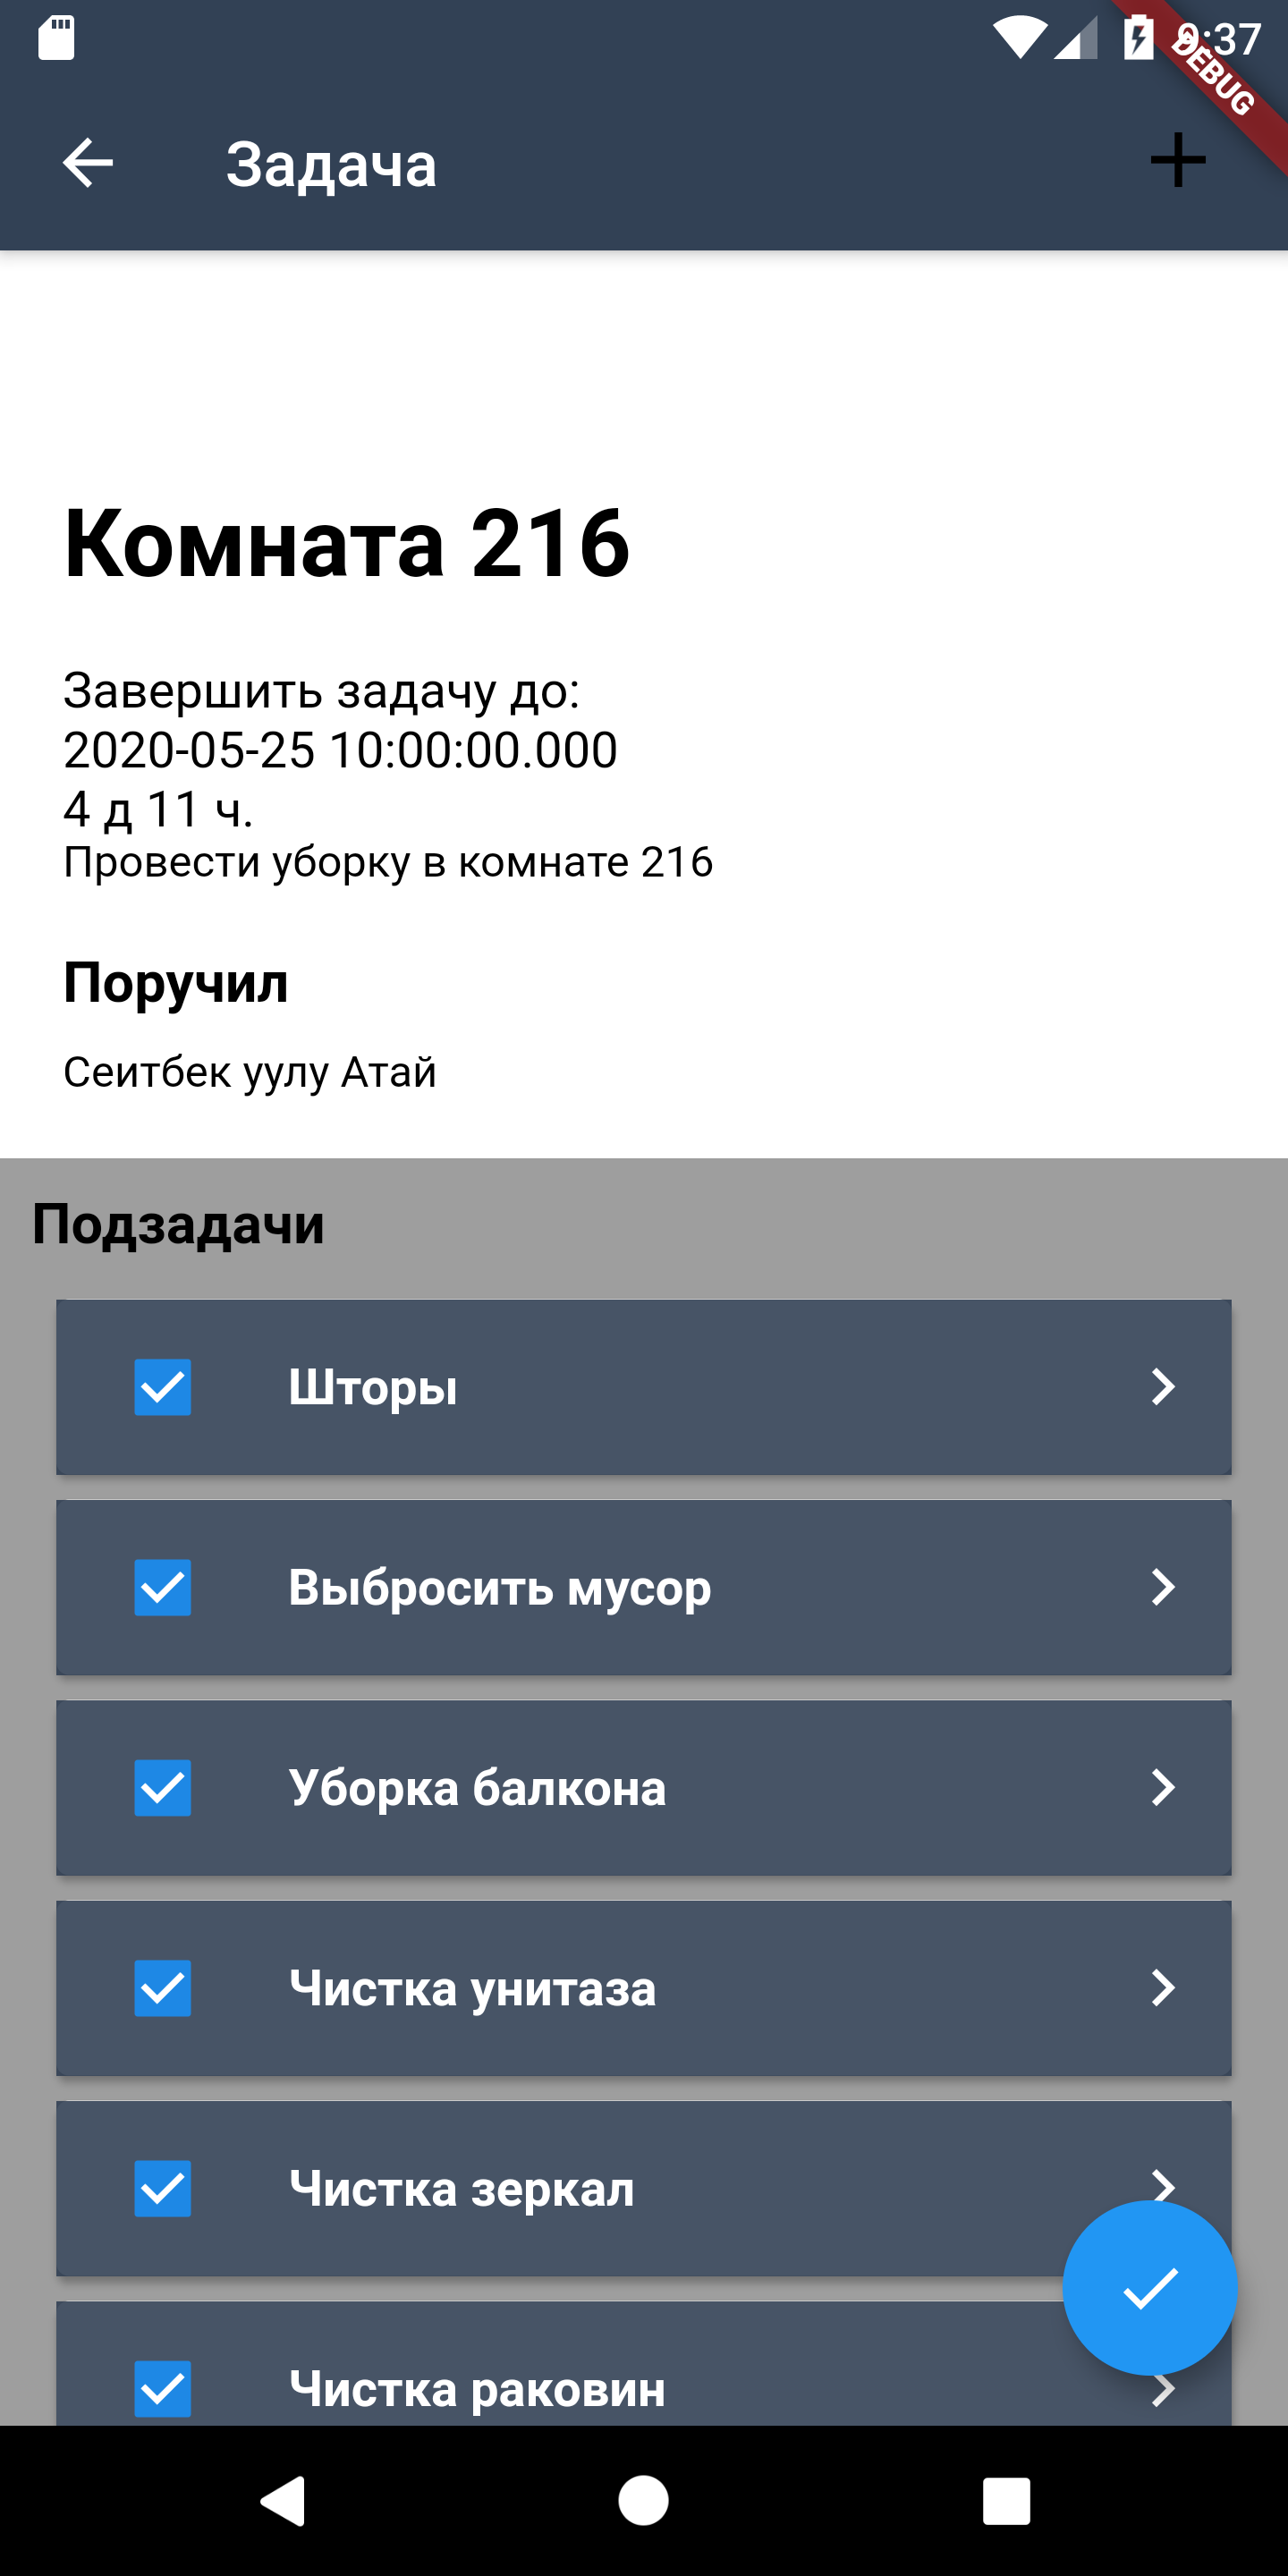 9:37
DEBUG
Задача
Комната 216
Завершить задачу до:
2020-05-25 10:00:00.000
4 д 11 ч.
Провести уборку в комнате 216
Поручил
Сеитбек уулу Атай
Подзадачи
Шторы
Выбросить мусор
Уборка балкона
Чистка унитаза
Чистка зеркал
Чистка раковин